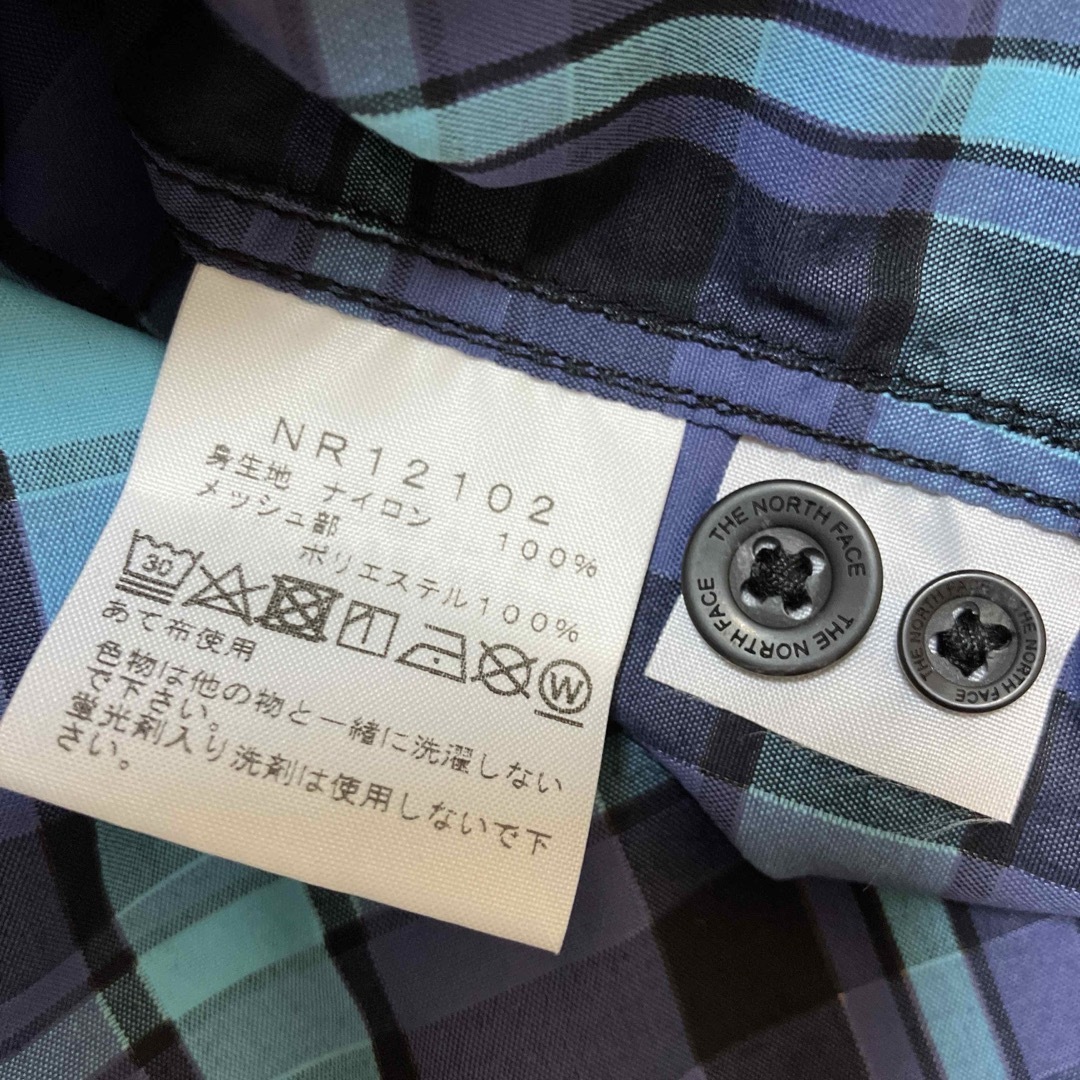 NR12102
身生地 ナイロン 100%
メッシュ部
ポリエステル100%
30
W
あて布使用
色物は他の物と一緒に洗濯しない
で下さい。
蛍光剤入り洗剤は使用しないで下
さい。
THE NORTH FACE
THE NORTH FACE
THE NORTH FACE
THE NORTH FACE